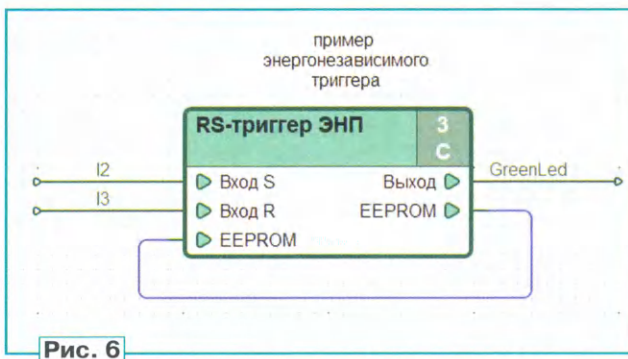 пример
энергонезависимого
триггера
RS-триггер ЭНП
3
C
I2
I3
Вход S
Вход R
EEPROM
Выход
EEPROM
GreenLed
Рис. 6